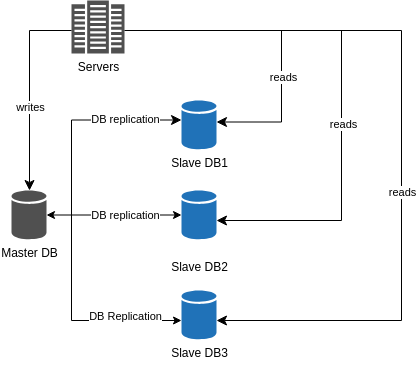 Servers
reads
writes
DB replication
reads
Slave DB1
reads
DB replication
Master DB
Slave DB2
DB Replication
Slave DB3